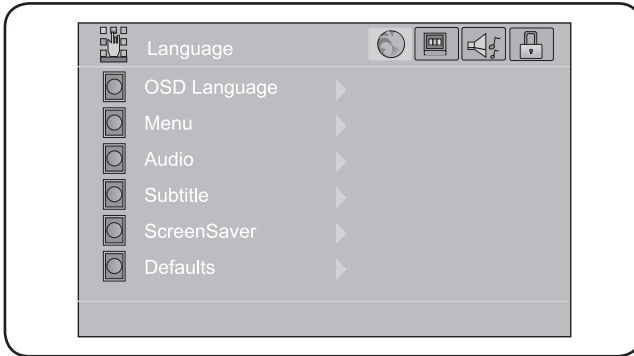 Language
OSD Language
Menu
Audio
Subtitle
ScreenSaver
Defaults